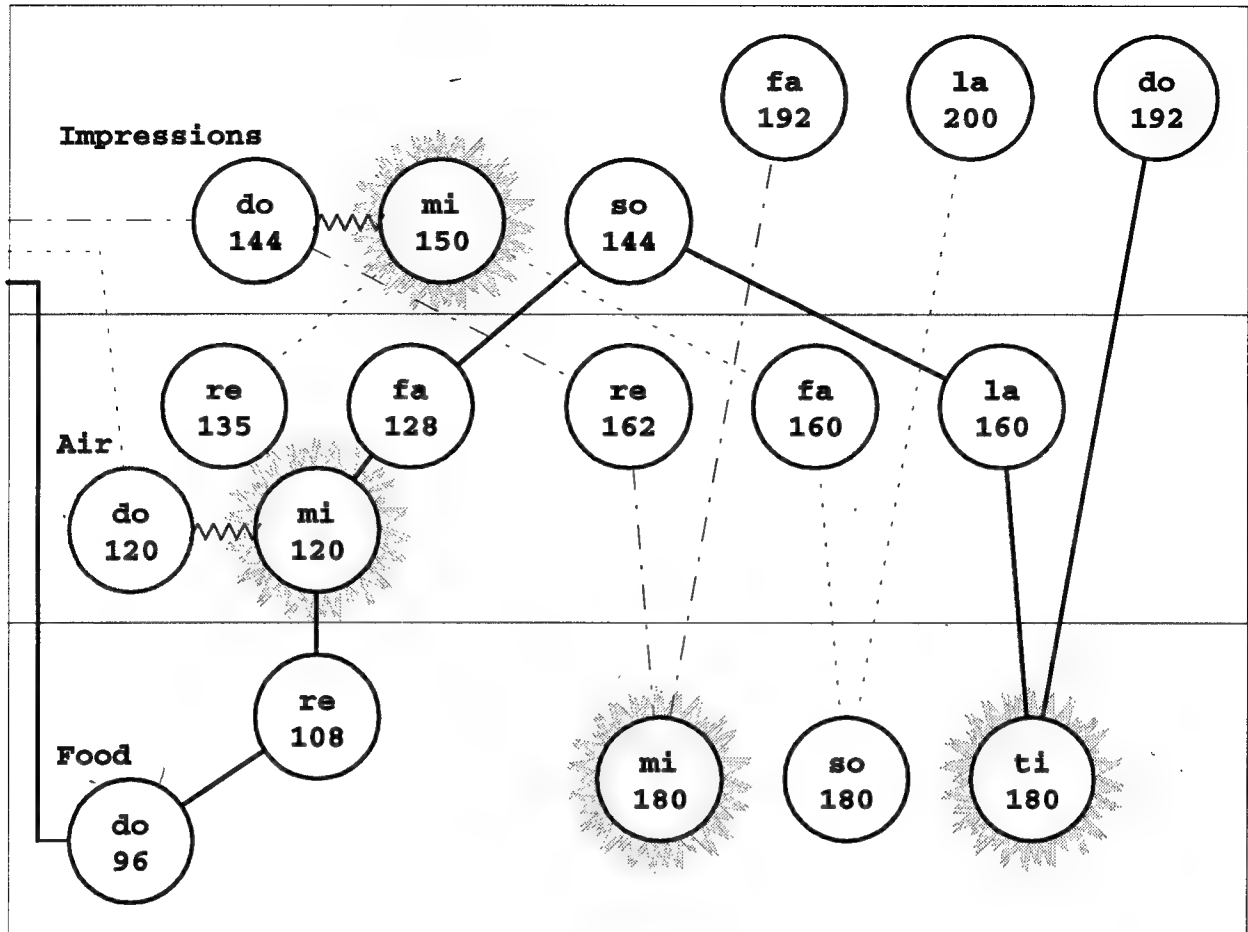 fa la do
192 200 192
Impressions
do mi so
144 150 144
re fa re fa la
135 128 162 160 160
Air
do mi
120 120
re
108
Food
mi so ti
180 180 180
do
96